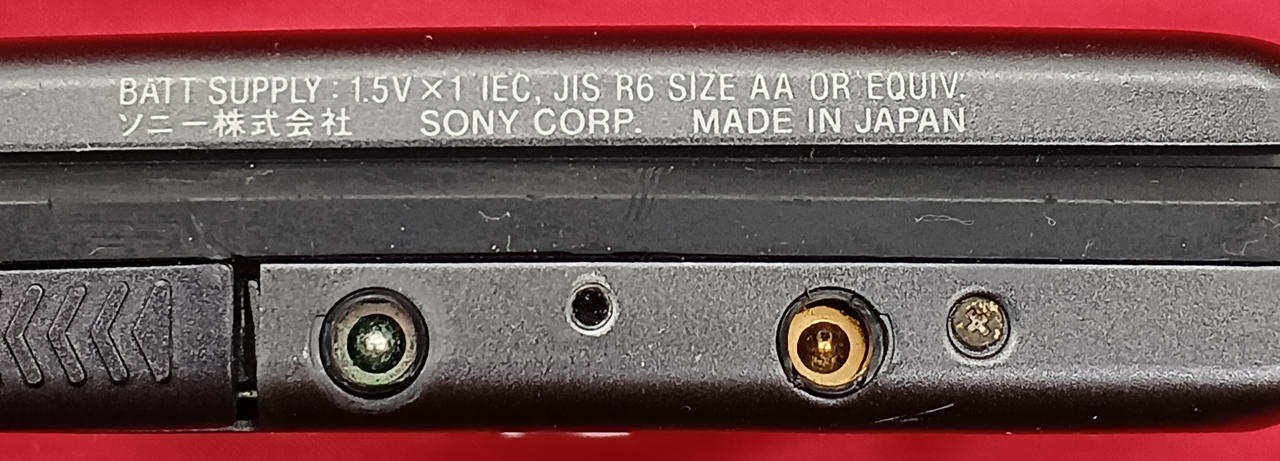 BATT SUPPLY : 1.5V×1 IEC, JIS R6 SIZE AA OR EQUIV.
ソニー株式会社 SONY CORP. MADE IN JAPAN